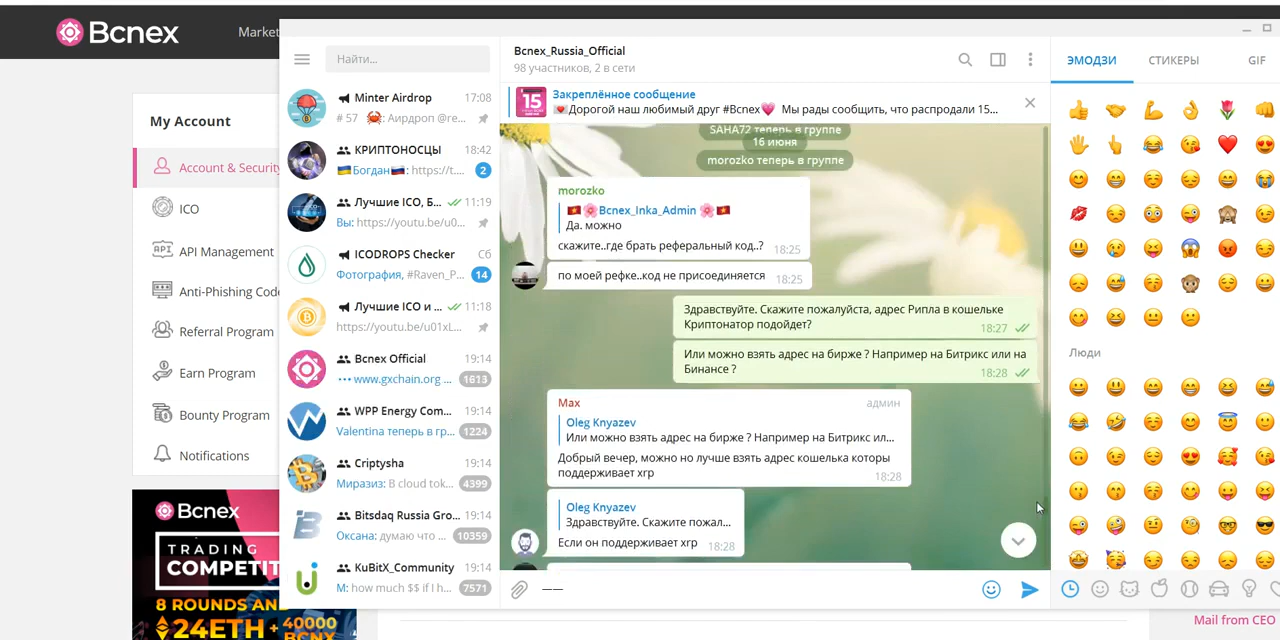 Bcnex
Market
My Account
Account & Security
ICO
API Management
Anti-Phishing Code
Referral Program
Earn Program
Bounty Program
Notifications
Bcnex
TRADING
COMPETIT
8 ROUNDS AND
24ETH + 40000
BCNX
Найти...
Minter Airdrop 17:08
# 57 🦀: Аирдроп @re...
КРИПТОНОСЦЫ 18:42
🇺🇦Богдан🇷🇺: https://t.... 2
Лучшие ICO, Б... 11:19
Вы: https://youtu.be/u0...
ICODROPS Checker Сб
Фотография, #Raven_P... 14
Лучшие ICO и ... 11:18
https://youtu.be/u01xL...
Bcnex Official 19:14
••• www.gxchain.org ... 1613
WPP Energy Com... 19:14
Valentina теперь в гр... 1224
Criptysha 19:14
Миразиз: B cloud tok... 4399
Bitsdaq Russia Gro... 19:14
Оксана: думаю что ... 10359
KuBitX_Community 19:14
M: how much $$ if I h... 7571
Bcnex_Russia_Official
98 участников, 2 в сети
15
Закреплённое сообщение
💌Дорогой наш любимый друг #Bcnex💗 Мы рады сообщить, что распродали 15...
SAHA72 теперь в группе
16 июня
morozko теперь в группе
morozko
🇻🇳🌸Bcnex_Inka_Admin 🌸🇻🇳
Да. можно
скажите..где брать реферальный код..? 18:25
по моей рефке..код не присоединяется 18:25
Здравствуйте. Скажите пожалуйста, адрес Рипла в кошельке
Криптонатор подойдет? 18:27
Или можно взять адрес на бирже ? Например на Битрикс или на
Бинансе ? 18:28
Max админ
Oleg Knyazev
Или можно взять адрес на бирже ? Например на Битрикс ил...
Добрый вечер, можно но лучше взять адрес кошелька которы
поддерживает хгр 18:28
Oleg Knyazev
Здравствуйте. Скажите пожал...
Если он поддерживает хгр 18:28
——
ЭМОДЗИ СТИКЕРЫ GIF
Люди
Mail from CEO